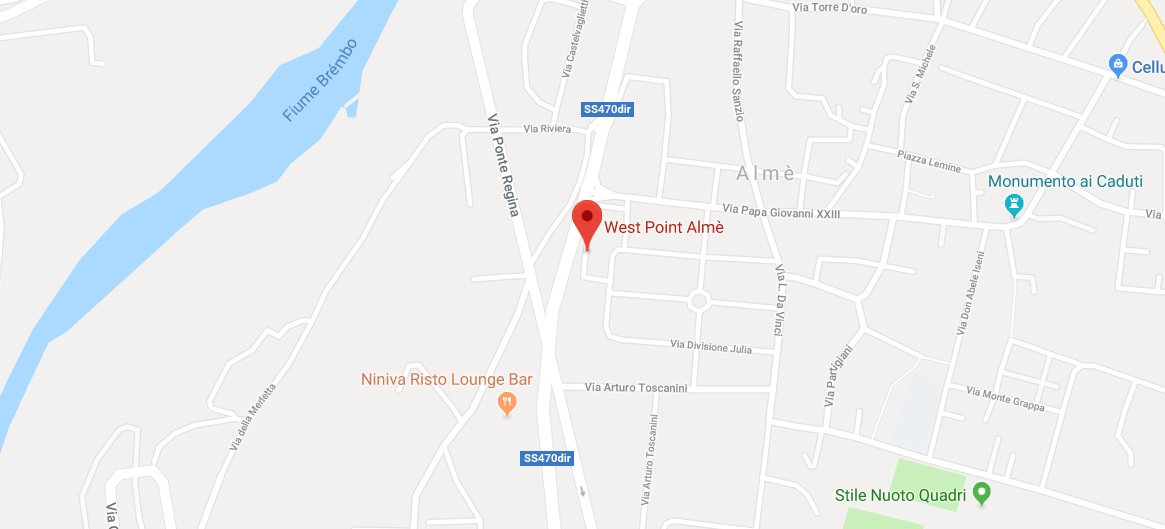 Via Torre D'oro
Via Castelvaglietti
Via Raffaello Sanzio
Via S. Michele
Cellu
Fiume Brèmbo
SS470dir
Via Riviera
Via Ponte Regina
Almè
Piazza Lemine
Monumento ai Caduti
Via Papa Giovanni XXIII
Via
West Point Almè
Via L. Da Vinci
Via Don Abele Iseni
Via Divisione Julia
Niniva Risto Lounge Bar
Via Arturo Toscanini
Via Partigiani
Via Monte Grappa
Via della Merletta
Via Arturo Toscanini
SS470dir
Stile Nuoto Quadri
Via